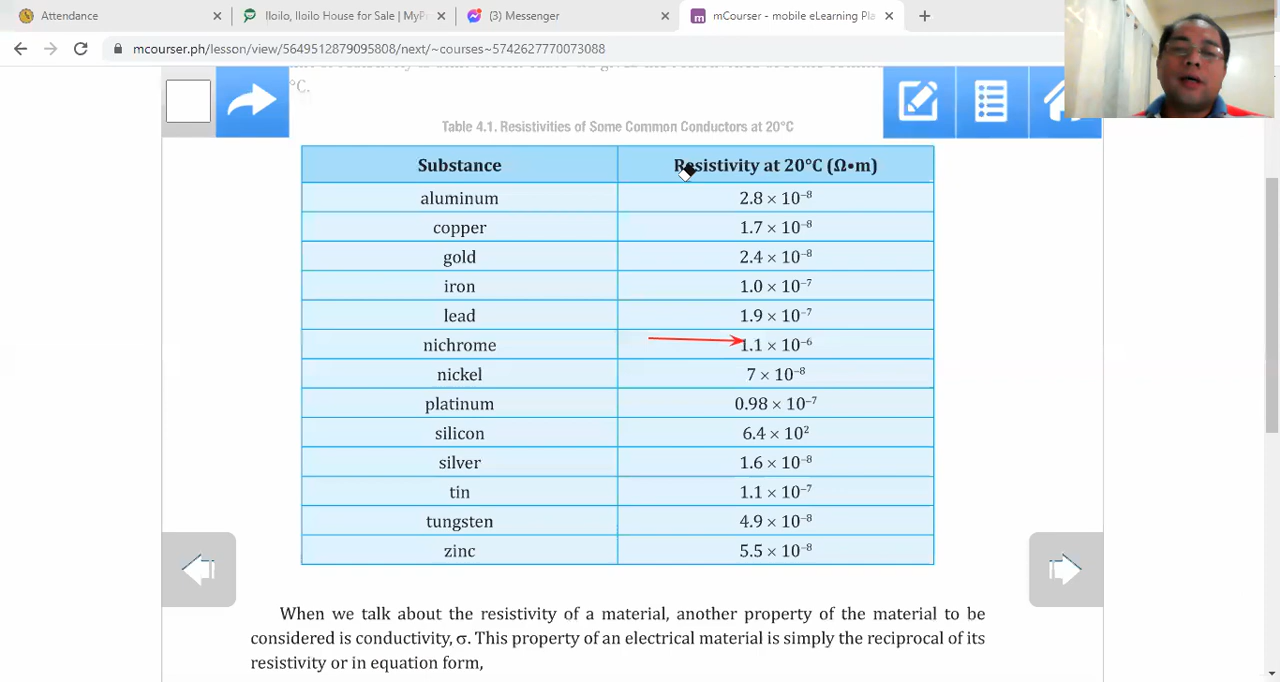 Attendance
Iloilo, Iloilo House for Sale | MyP
(3) Messenger
mCourser - mobile eLearning Pla
mcourser.ph/lesson/view/5649512879095808/next/~courses~5742627770073088
°C.
Table 4.1. Resistivities of Some Common Conductors at 20°C
Substance Resistivity at 20°C (Ω•m)
aluminum 2.8 × 10⁻⁸
copper 1.7 × 10⁻⁸
gold 2.4 × 10⁻⁸
iron 1.0 × 10⁻⁷
lead 1.9 × 10⁻⁷
nichrome 1.1 × 10⁻⁶
nickel 7 × 10⁻⁸
platinum 0.98 × 10⁻⁷
silicon 6.4 × 10²
silver 1.6 × 10⁻⁸
tin 1.1 × 10⁻⁷
tungsten 4.9 × 10⁻⁸
zinc 5.5 × 10⁻⁸
When we talk about the resistivity of a material, another property of the material to be
considered is conductivity, σ. This property of an electrical material is simply the reciprocal of its
resistivity or in equation form,